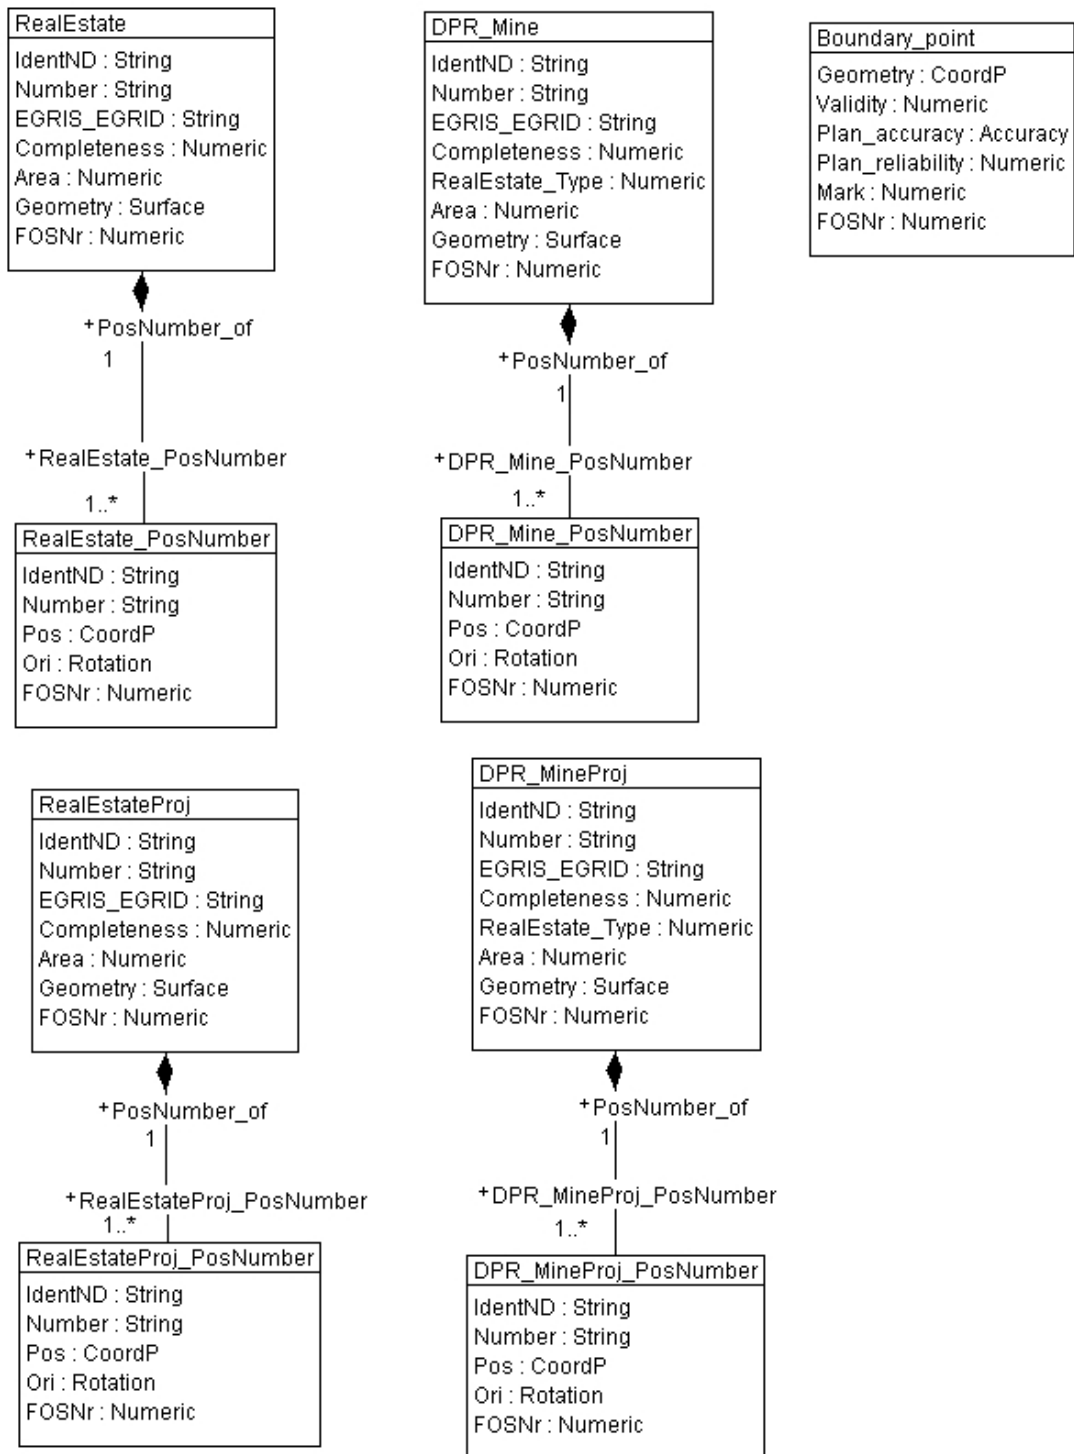 RealEstate
IdentND : String
Number : String
EGRIS_EGRID : String
Completeness : Numeric
Area : Numeric
Geometry : Surface
FOSNr : Numeric
+PosNumber_of
1
+RealEstate_PosNumber
1..*
RealEstate_PosNumber
IdentND : String
Number : String
Pos : CoordP
Ori : Rotation
FOSNr : Numeric
DPR_Mine
IdentND : String
Number : String
EGRIS_EGRID : String
Completeness : Numeric
RealEstate_Type : Numeric
Area : Numeric
Geometry : Surface
FOSNr : Numeric
+PosNumber_of
1
+DPR_Mine_PosNumber
1..*
DPR_Mine_PosNumber
IdentND : String
Number : String
Pos : CoordP
Ori : Rotation
FOSNr : Numeric
Boundary_point
Geometry : CoordP
Validity : Numeric
Plan_accuracy : Accuracy
Plan_reliability : Numeric
Mark : Numeric
FOSNr : Numeric
RealEstateProj
IdentND : String
Number : String
EGRIS_EGRID : String
Completeness : Numeric
Area : Numeric
Geometry : Surface
FOSNr : Numeric
+PosNumber_of
1
+RealEstateProj_PosNumber
1..*
RealEstateProj_PosNumber
IdentND : String
Number : String
Pos : CoordP
Ori : Rotation
FOSNr : Numeric
DPR_MineProj
IdentND : String
Number : String
EGRIS_EGRID : String
Completeness : Numeric
RealEstate_Type : Numeric
Area : Numeric
Geometry : Surface
FOSNr : Numeric
+PosNumber_of
1
+DPR_MineProj_PosNumber
1..*
DPR_MineProj_PosNumber
IdentND : String
Number : String
Pos : CoordP
Ori : Rotation
FOSNr : Numeric